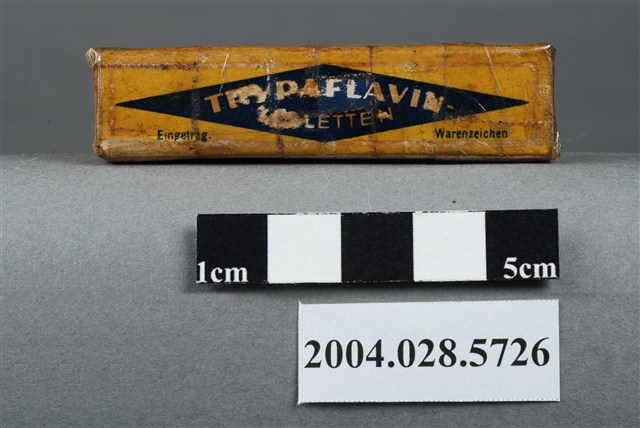 TRYPAFLAVIN-
LETTEN
Eingetrag. Warenzeichen
1cm 5cm
2004.028.5726